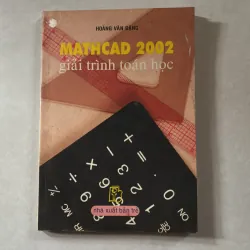 HOÀNG VĂN ĐẶNG
MATHCAD 2002
giải trình toán học
nhà xuất bản trẻ